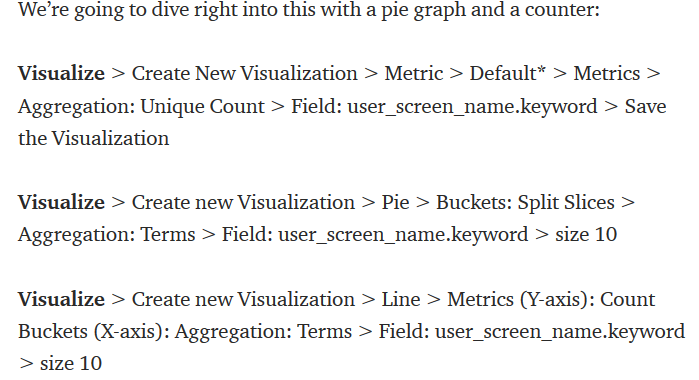 We’re going to dive right into this with a pie graph and a counter:
Visualize > Create New Visualization > Metric > Default* > Metrics >
Aggregation: Unique Count > Field: user_screen_name.keyword > Save
the Visualization
Visualize > Create new Visualization > Pie > Buckets: Split Slices >
Aggregation: Terms > Field: user_screen_name.keyword > size 10
Visualize > Create new Visualization > Line > Metrics (Y-axis): Count
Buckets (X-axis): Aggregation: Terms > Field: user_screen_name.keyword
> size 10